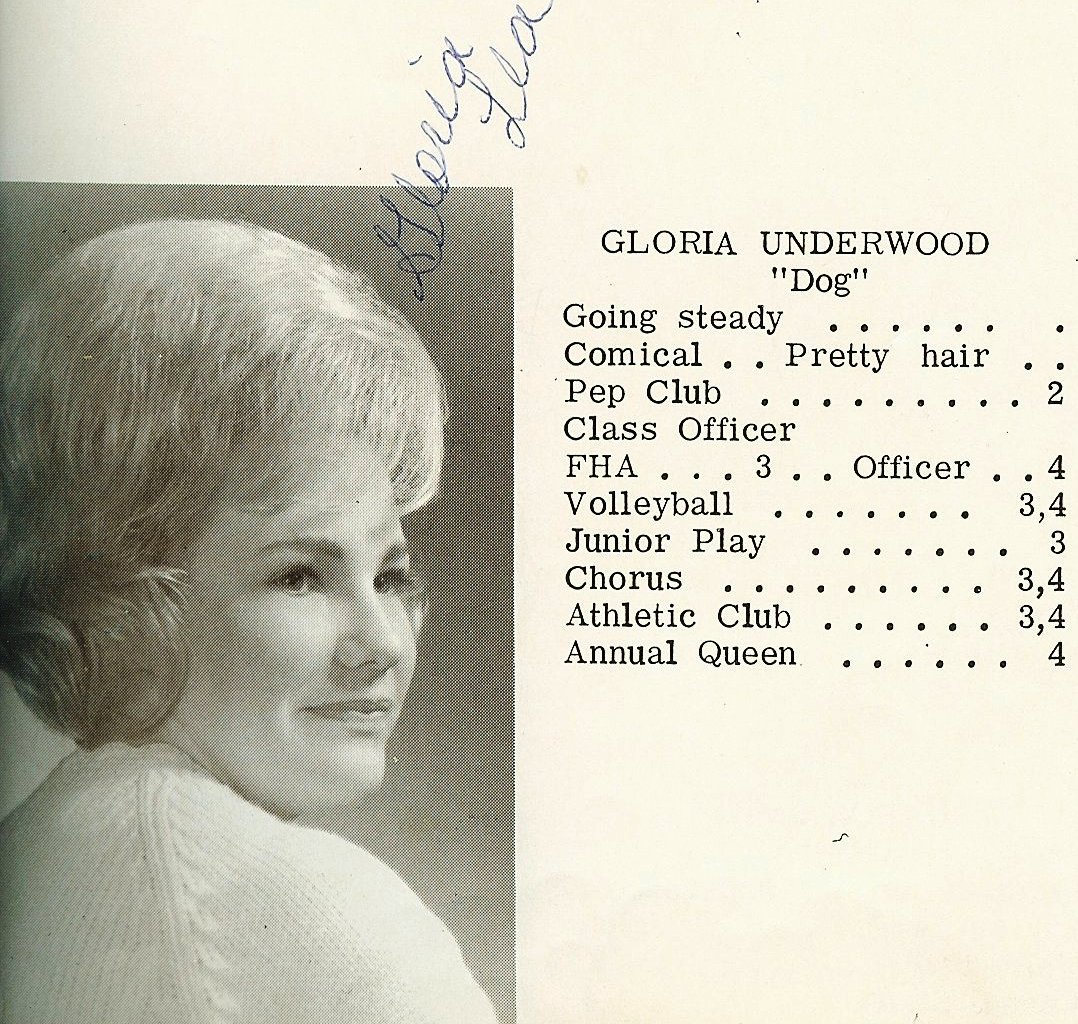 Gloria
GLORIA UNDERWOOD
"Dog"
Going steady . . . . . . .
Comical . . Pretty hair . .
Pep Club . . . . . . . . . 2
Class Officer
FHA . . . 3 . . Officer . . 4
Volleyball . . . . . . . 3,4
Junior Play . . . . . . . 3
Chorus . . . . . . . . . 3,4
Athletic Club . . . . . . 3,4
Annual Queen . . . . . . 4